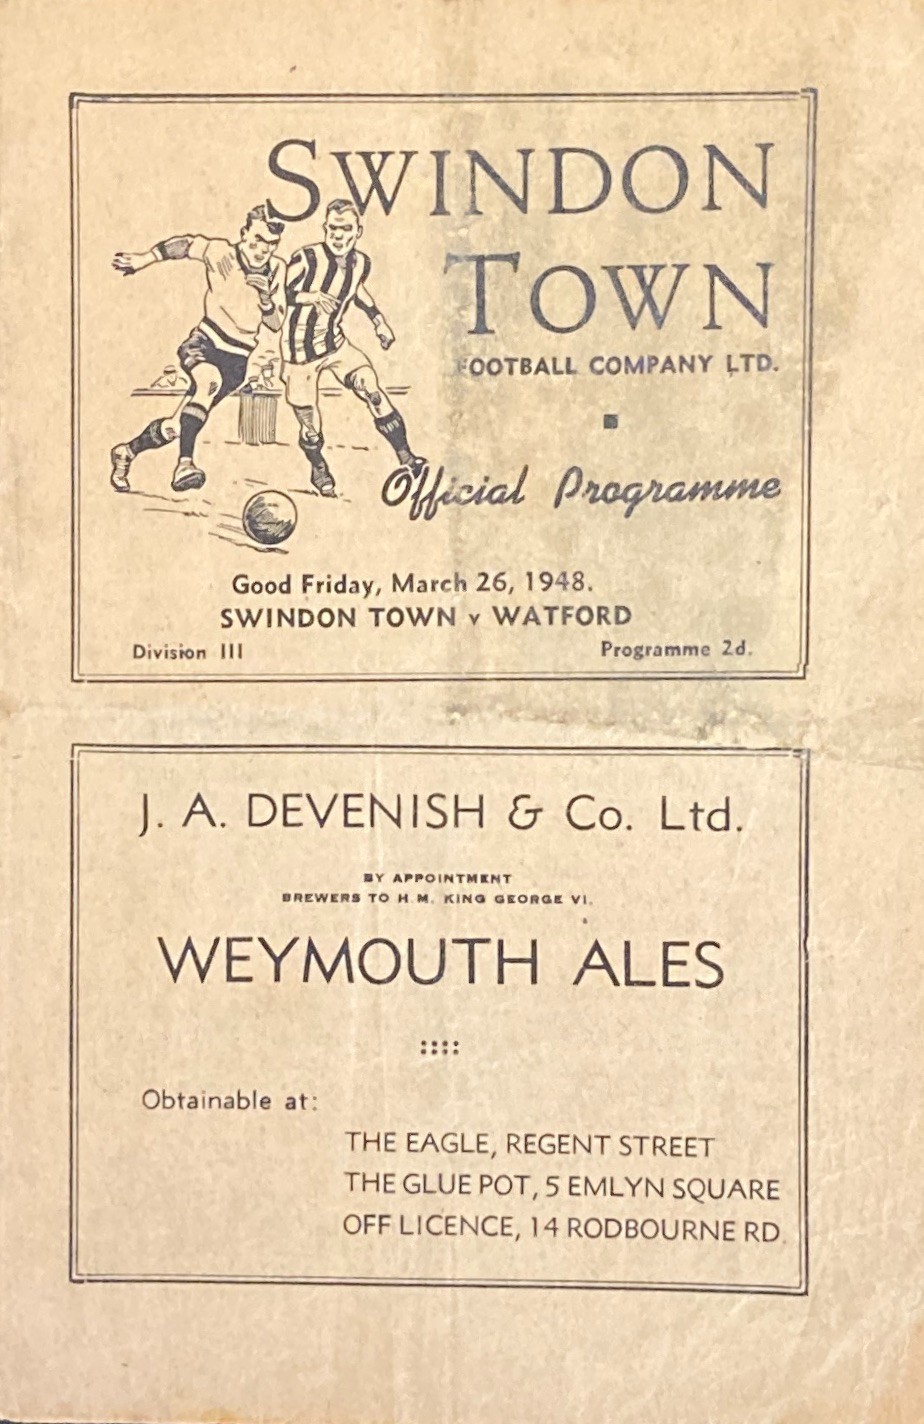 SWINDON
TOWN
FOOTBALL COMPANY LTD.
Official Programme
Good Friday, March 26, 1948.
SWINDON TOWN v WATFORD
Division III Programme 2d.
J. A. DEVENISH & Co. Ltd.
BY APPOINTMENT
BREWERS TO H.M. KING GEORGE VI.
WEYMOUTH ALES
Obtainable at:
THE EAGLE, REGENT STREET
THE GLUE POT, 5 EMLYN SQUARE
OFF LICENCE, 14 RODBOURNE RD.